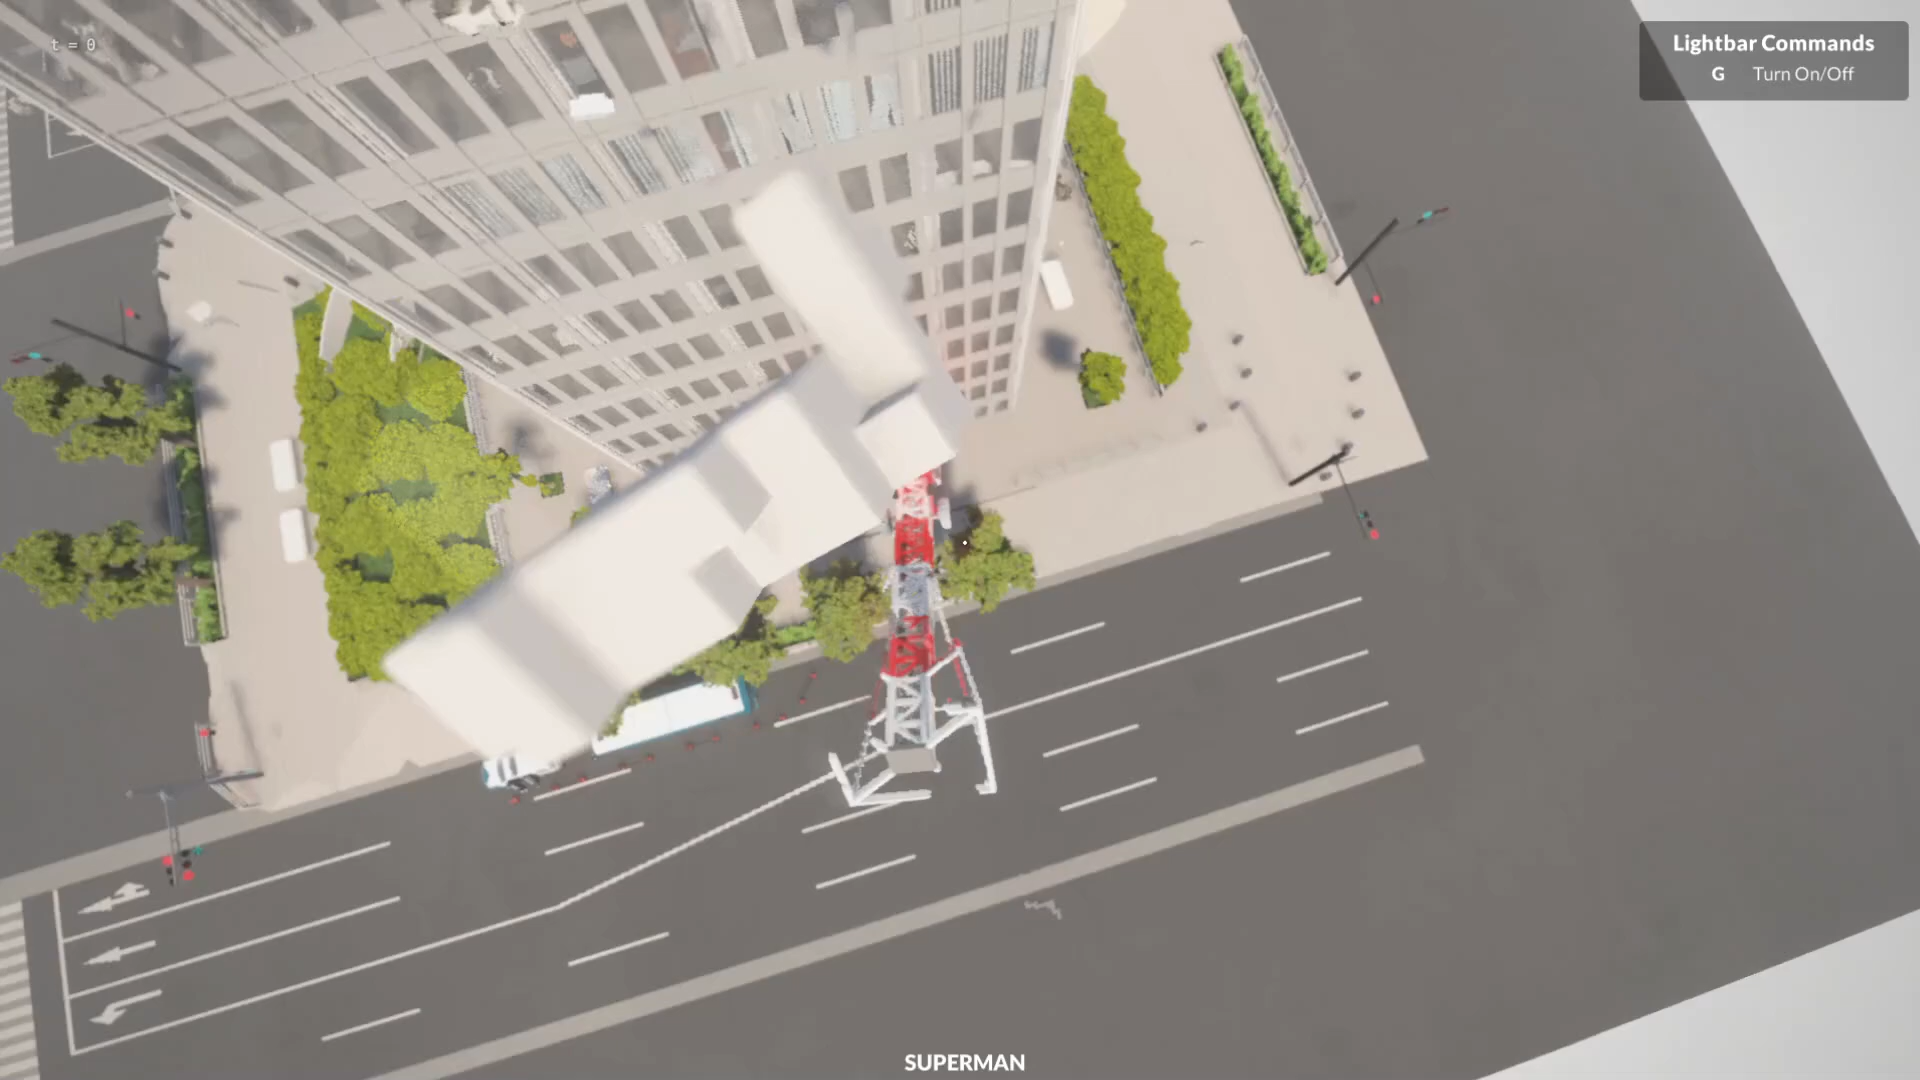 t = 0
Lightbar Commands
G Turn On/Off
SUPERMAN